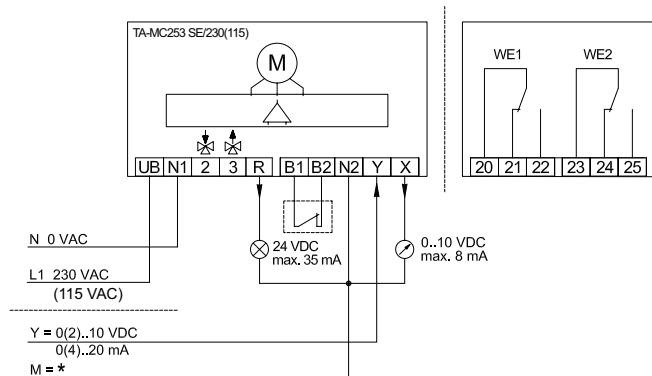 TA-MC253 SE/230(115)
M
WE1 WE2
UB N1 2 3 R B1 B2 N2 Y X
20 21 22 23 24 25
N 0 VAC
24 VDC
max. 35 mA
0..10 VDC
max. 8 mA
L1 230 VAC
(115 VAC)
Y = 0(2)..10 VDC
0(4)..20 mA
M = *